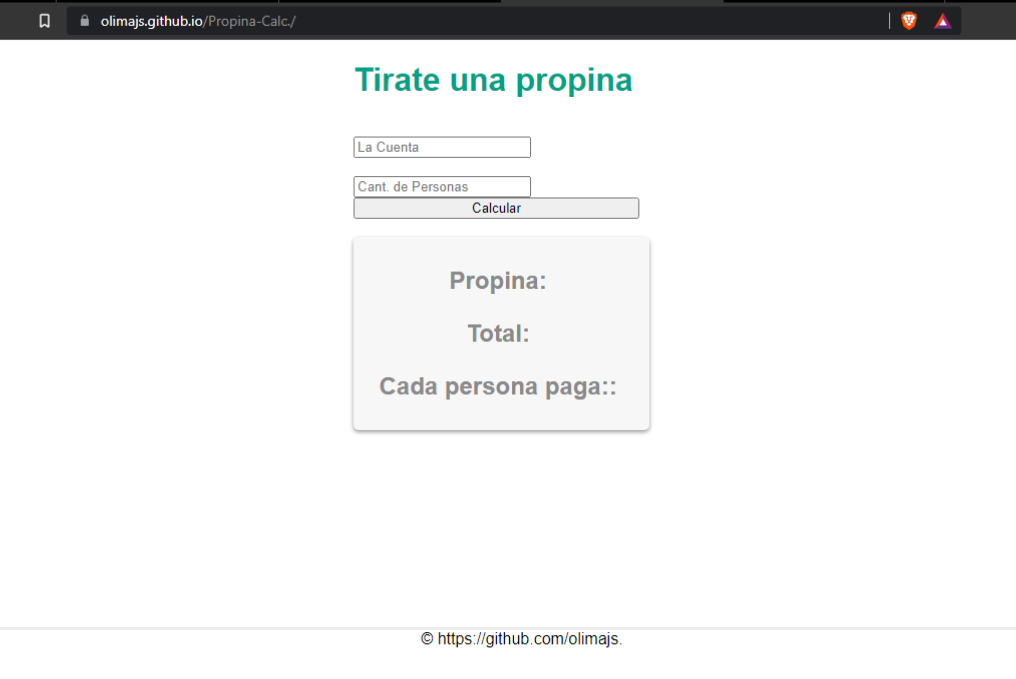 olimajs.github.io/Propina-Calc./
Tirate una propina
La Cuenta
Cant. de Personas
Calcular
Propina:
Total:
Cada persona paga::
© https://github.com/olimajs.